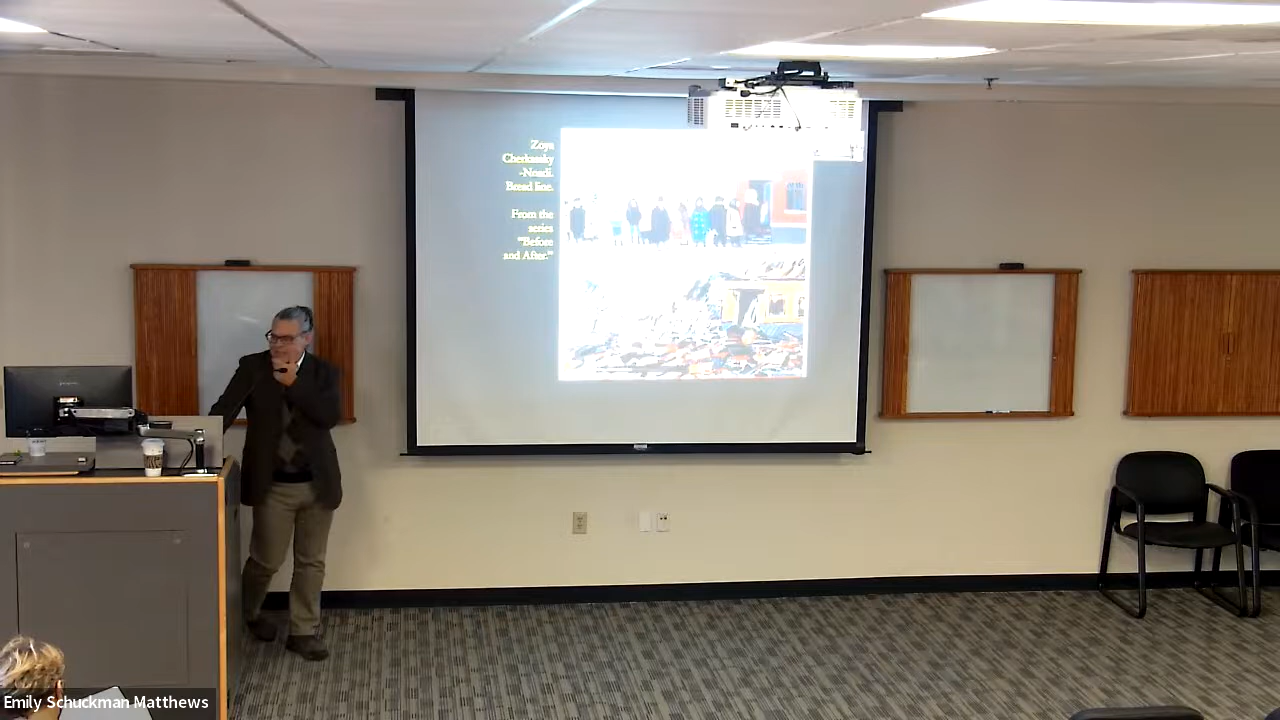 Zoya
Cherkassky
-Nnadi.
Bread line.
From the
series
"Before
and After."
Emily Schuckman Matthews